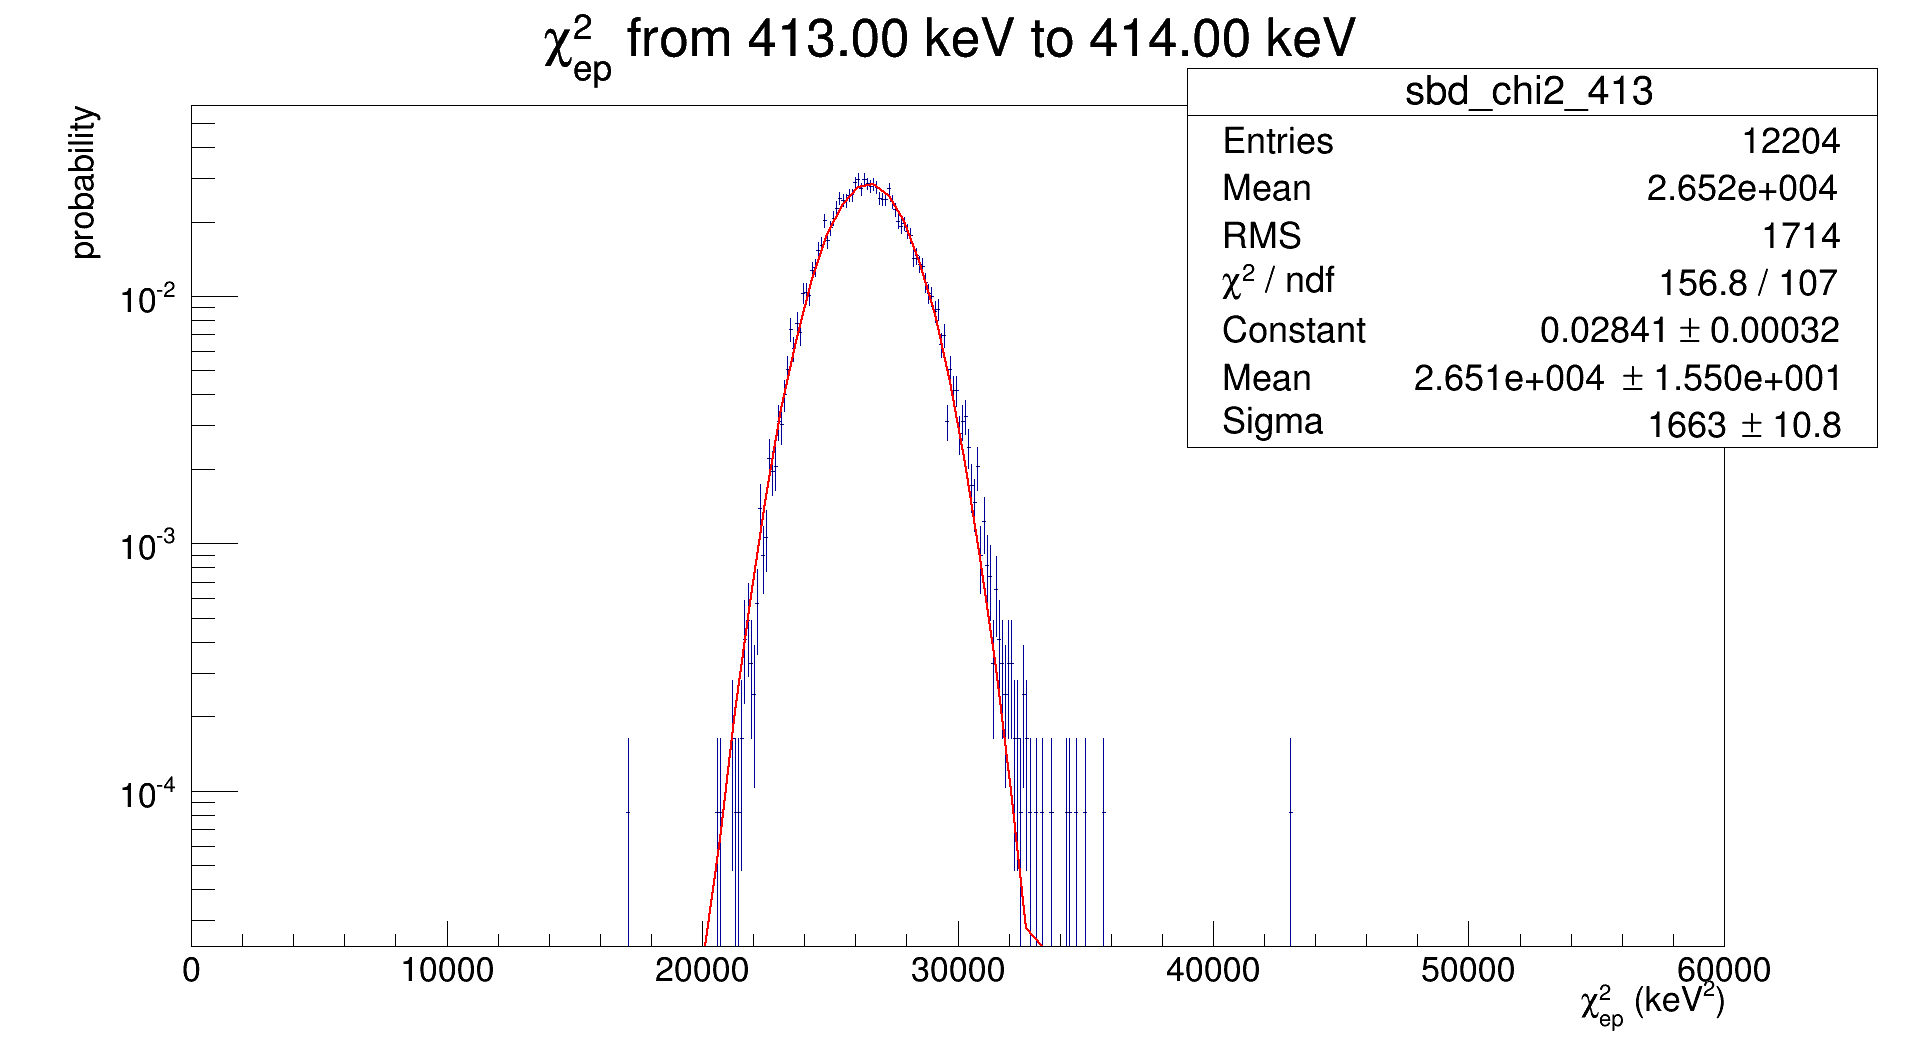 χ²ep from 413.00 keV to 414.00 keV
probability
sbd_chi2_413
Entries 12204
Mean 2.652e+004
RMS 1714
χ² / ndf 156.8 / 107
Constant 0.02841 ± 0.00032
Mean 2.651e+004 ± 1.550e+001
Sigma 1663 ± 10.8
10⁻²
10⁻³
10⁻⁴
0 10000 20000 30000 40000 50000 60000
χ²ep (keV²)